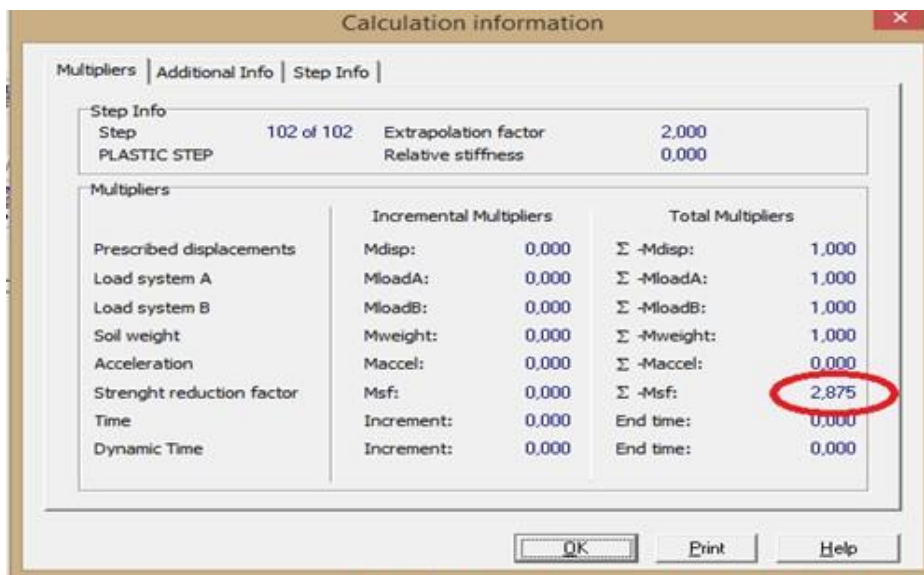 Calculation information
Multipliers Additional Info Step Info
Step Info
Step 102 of 102 Extrapolation factor 2,000
PLASTIC STEP Relative stiffness 0,000
Multipliers
Incremental Multipliers Total Multipliers
Prescribed displacements Mdisp: 0,000 Σ -Mdisp: 1,000
Load system A MloadA: 0,000 Σ -MloadA: 1,000
Load system B MloadB: 0,000 Σ -MloadB: 1,000
Soil weight Mweight: 0,000 Σ -Mweight: 1,000
Acceleration Maccel: 0,000 Σ -Maccel: 0,000
Strenght reduction factor Msf: 0,000 Σ -Msf: 2,875
Time Increment: 0,000 End time: 0,000
Dynamic Time Increment: 0,000 End time: 0,000
OK Print Help